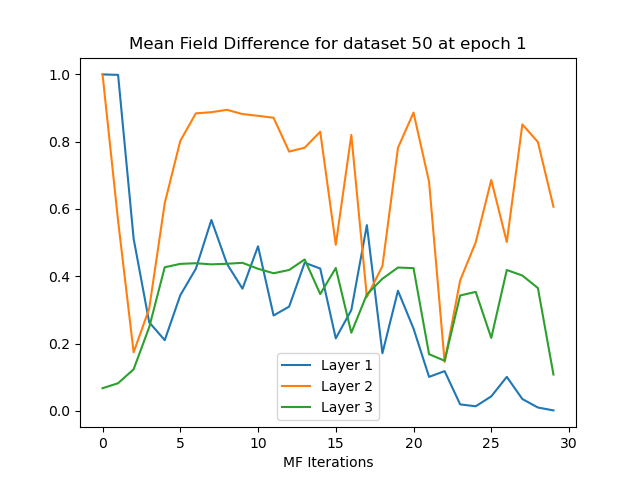 Mean Field Difference for dataset 50 at epoch 1
1.0
0.8
0.6
0.4
0.2
0.0
Layer 1
Layer 2
Layer 3
0 5 10 15 20 25 30
MF Iterations